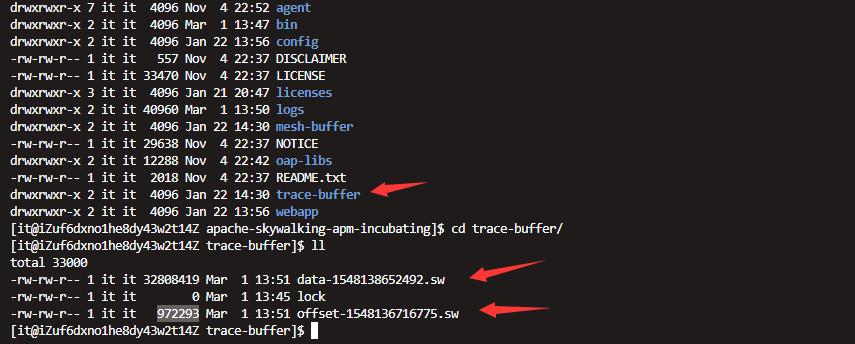 drwxrwxr-x 7 it it  4096 Nov  4 22:52 agent
drwxrwxr-x 2 it it  4096 Mar  1 13:47 bin
drwxrwxr-x 2 it it  4096 Jan 22 13:56 config
-rw-rw-r-- 1 it it   557 Nov  4 22:37 DISCLAIMER
-rw-rw-r-- 1 it it 33470 Nov  4 22:37 LICENSE
drwxrwxr-x 3 it it  4096 Jan 21 20:47 licenses
drwxrwxr-x 2 it it 40960 Mar  1 13:50 logs
drwxrwxr-x 2 it it  4096 Jan 22 14:30 mesh-buffer
-rw-rw-r-- 1 it it 29638 Nov  4 22:37 NOTICE
drwxrwxr-x 2 it it 12288 Nov  4 22:42 oap-libs
-rw-rw-r-- 1 it it  2018 Nov  4 22:37 README.txt
drwxrwxr-x 2 it it  4096 Jan 22 14:30 trace-buffer
drwxrwxr-x 2 it it  4096 Jan 22 13:56 webapp
[it@iZuf6dxno1he8dy43w2t14Z apache-skywalking-apm-incubating]$ cd trace-buffer/
[it@iZuf6dxno1he8dy43w2t14Z trace-buffer]$ ll
total 33000
-rw-rw-r-- 1 it it 32808419 Mar  1 13:51 data-1548138652492.sw
-rw-rw-r-- 1 it it        0 Mar  1 13:45 lock
-rw-rw-r-- 1 it it   972293 Mar  1 13:51 offset-1548136716775.sw
[it@iZuf6dxno1he8dy43w2t14Z trace-buffer]$